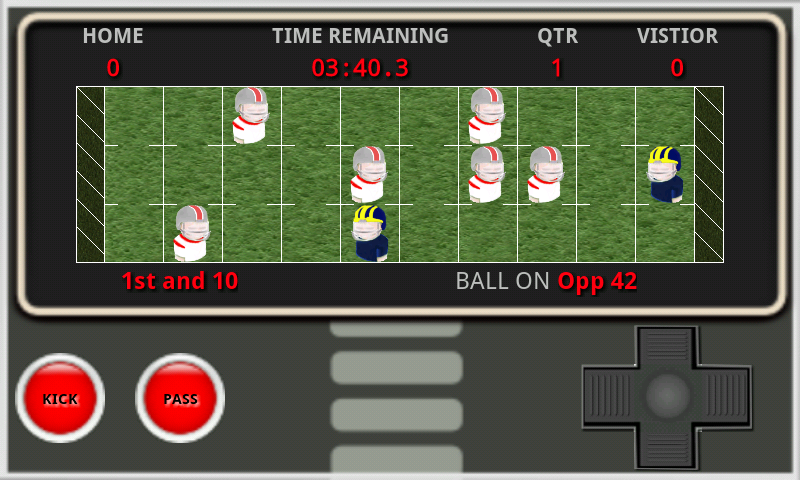 HOME TIME REMAINING QTR VISTIOR
0 03:40.3 1 0
1st and 10 BALL ON Opp 42
KICK PASS